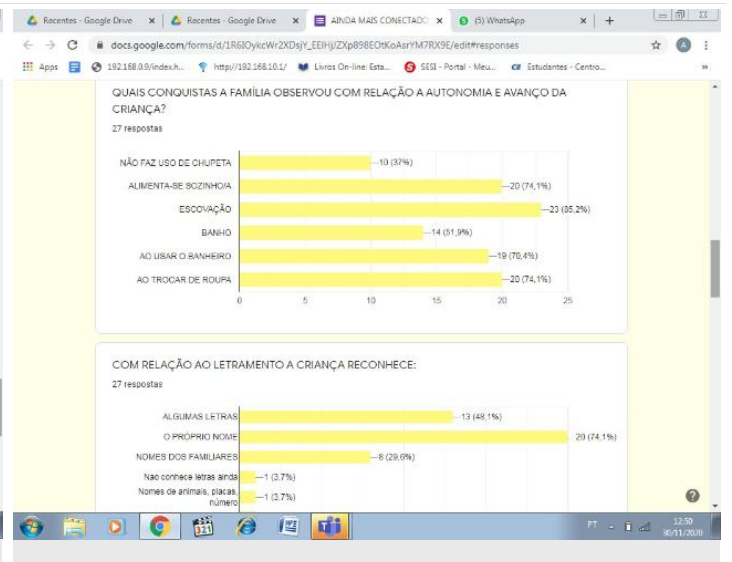 Recentes - Google Drive
Recentes - Google Drive
AINDA MAIS CONECTADO
(5) WhatsApp
docs.google.com/forms/d/
/edit#responses
A
Apps
192.168.0.9/index.h...
http://192.168.10.1/
Livros On-line: Esta...
SESI - Portal - Meu...
Estudantes - Centro...
QUAIS CONQUISTAS A FAMÍLIA OBSERVOU COM RELAÇÃO A AUTONOMIA E AVANÇO DA
CRIANÇA?
27 respostas
NÃO FAZ USO DE CHUPETA 10 (37%)
ALIMENTA-SE SOZINHO/A 20 (74,1%)
ESCOVAÇÃO 23 (85,2%)
BANHO 14 (51,9%)
AO USAR O BANHEIRO 19 (70,4%)
AO TROCAR DE ROUPA 20 (74,1%)
0 5 10 15 20 25
COM RELAÇÃO AO LETRAMENTO A CRIANÇA RECONHECE:
27 respostas
ALGUMAS LETRAS 13 (48,1%)
O PRÓPRIO NOME 20 (74,1%)
NOMES DOS FAMILIARES 8 (29,6%)
Nao conhece letras ainda 1 (3,7%)
Nomes de animais, placas,
número 1 (3,7%)
PT
12:50
30/11/2020